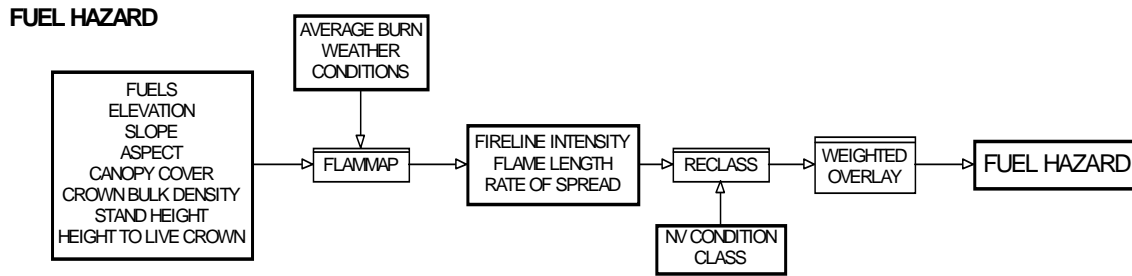 FUEL HAZARD
AVERAGE BURN
WEATHER
CONDITIONS
FUELS
ELEVATION
SLOPE
ASPECT
CANOPY COVER
CROWN BULK DENSITY
STAND HEIGHT
HEIGHT TO LIVE CROWN
FLAMMAP
FIRELINE INTENSITY
FLAME LENGTH
RATE OF SPREAD
RECLASS
NV CONDITION
CLASS
WEIGHTED
OVERLAY
FUEL HAZARD